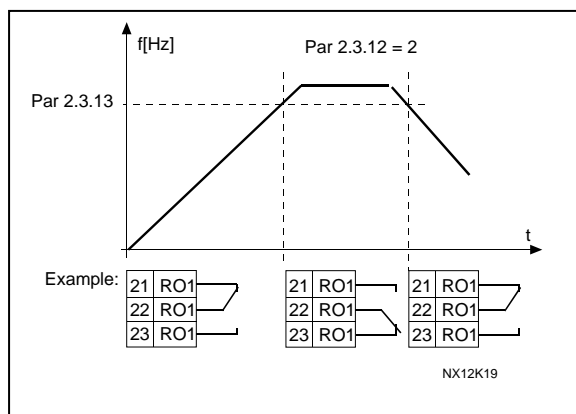 f[Hz]
Par 2.3.12 = 2
Par 2.3.13
t
Example:
21 RO1
22 RO1
23 RO1
21 RO1
22 RO1
23 RO1
21 RO1
22 RO1
23 RO1
NX12K19